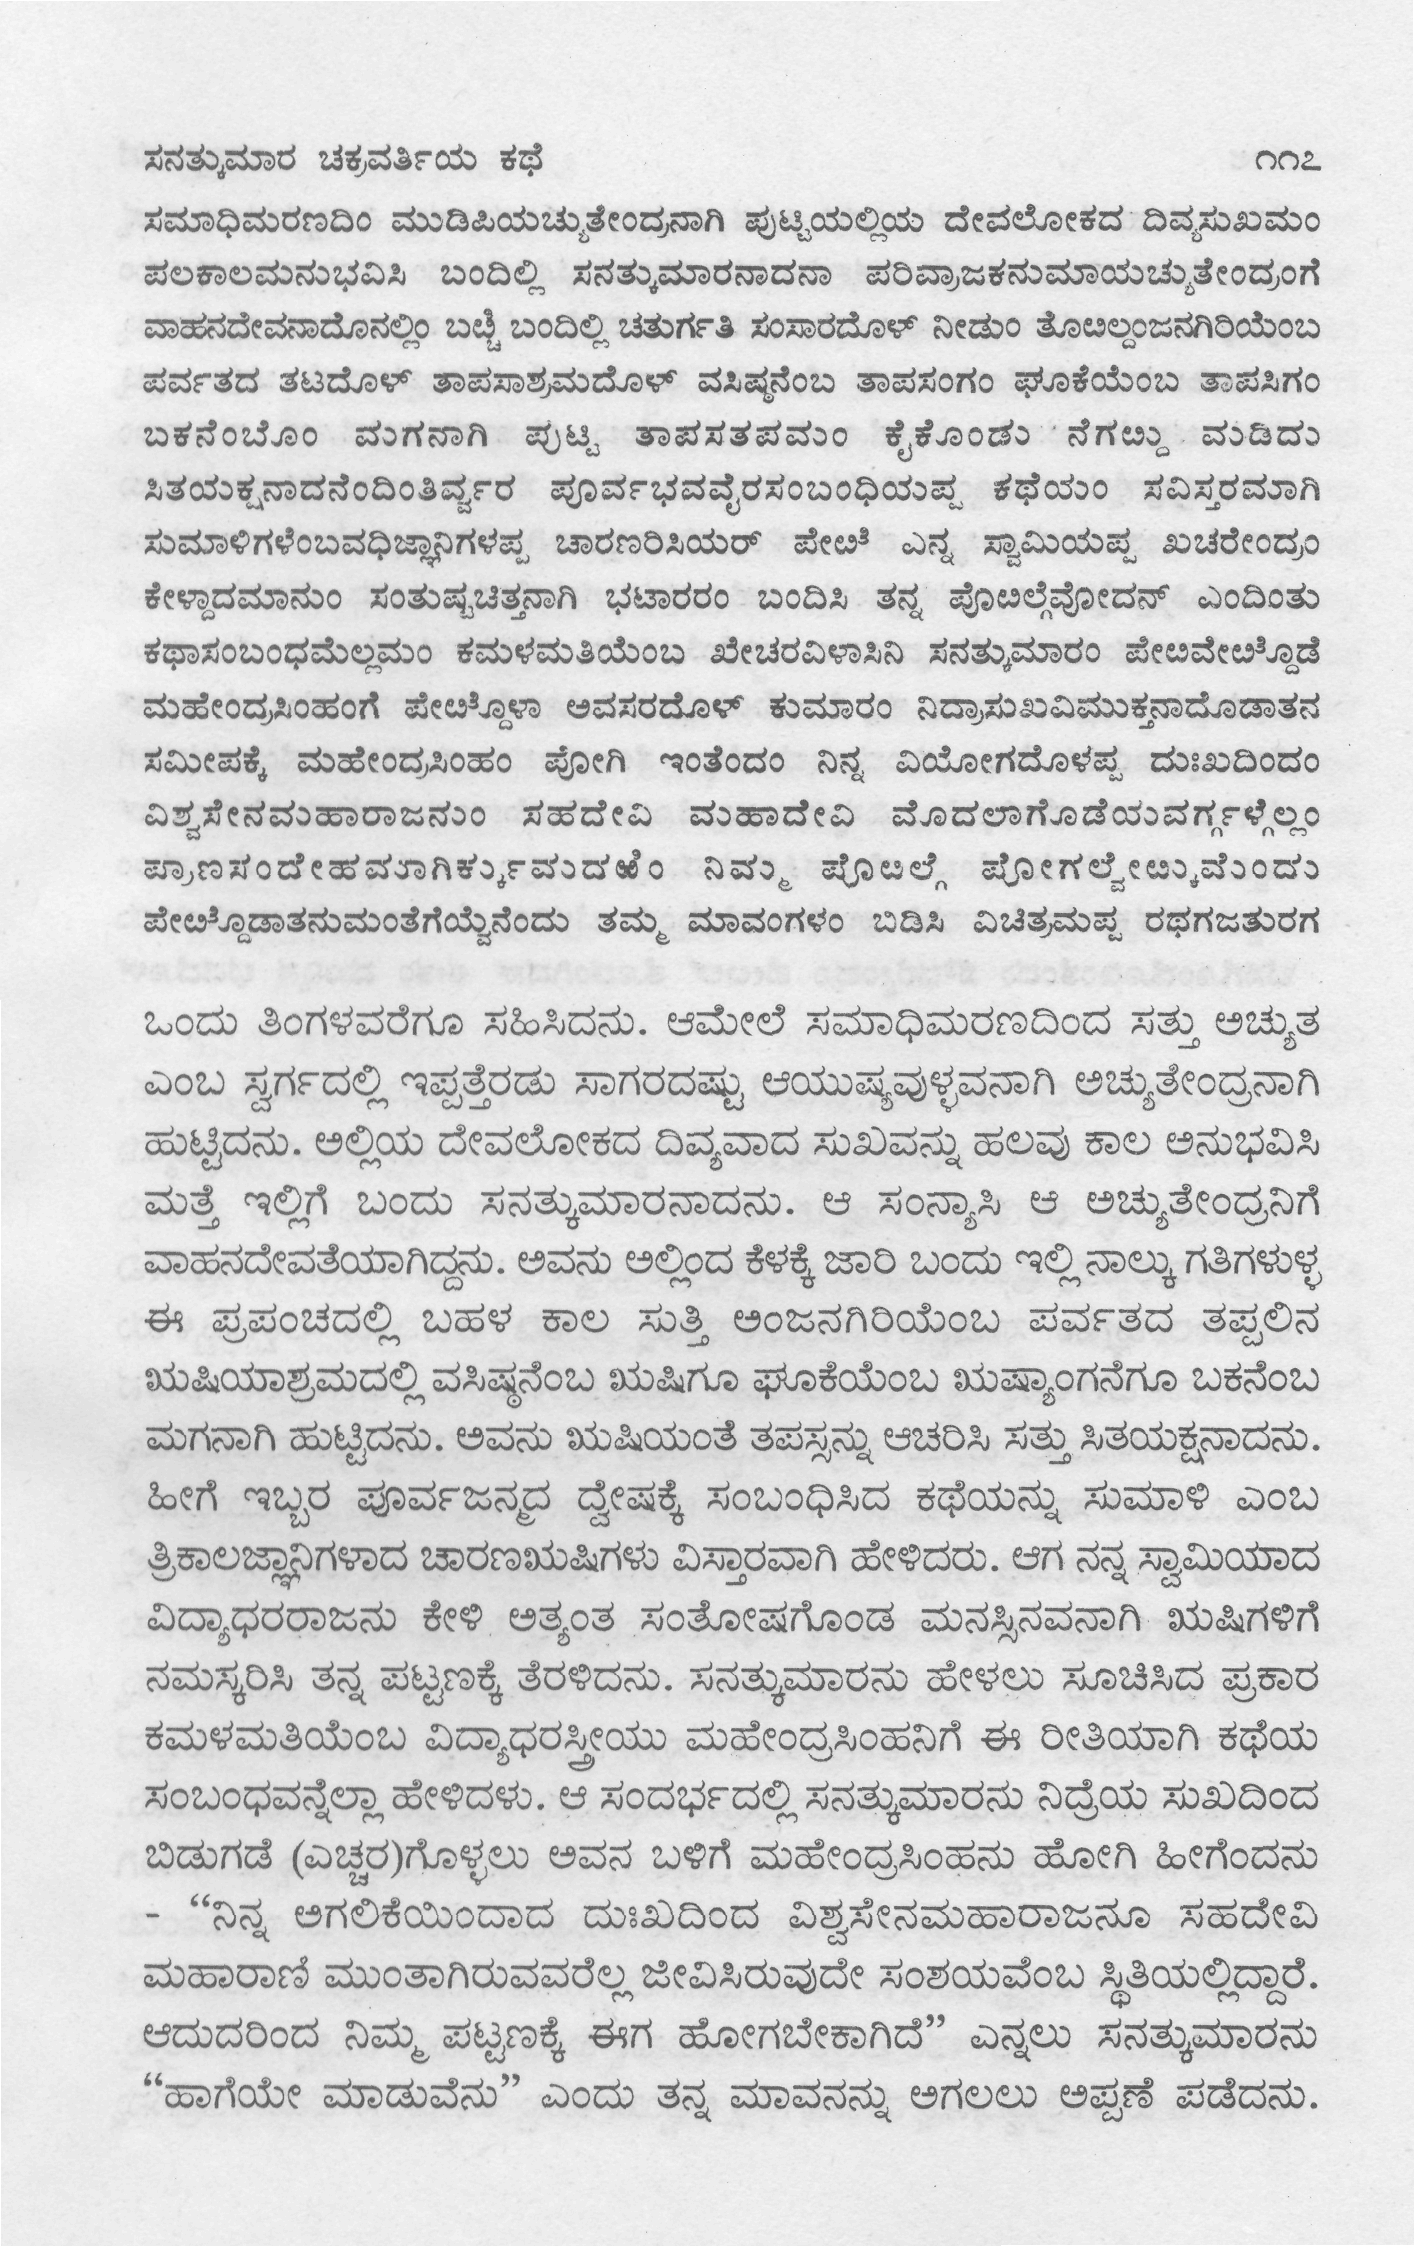 ಸನತ್ಕುಮಾರ ಚಕ್ರವರ್ತಿಯ ಕಥೆ ೧೧೭
ಸಮಾಧಿಮರಣದಿಂ ಮುಡಿಪಿಯಚ್ಯುತೇಂದ್ರನಾಗಿ ಪುಟ್ಟಿಯಲ್ಲಿಯ ದೇವಲೋಕದ ದಿವ್ಯಸುಖಮಂ
ಪಲಕಾಲಮನುಭವಿಸಿ ಬಂದಿಲ್ಲಿ ಸನತ್ಕುಮಾರನಾದನಾ ಪರಿವ್ರಾಜಕನುಮಾಯಚ್ಯುತೇಂದ್ರಂಗೆ
ವಾಹನದೇವನಾದೊನಲ್ಲಿಂ ಬೞ್ಚಿ ಬಂದಿಲ್ಲಿ ಚತುರ್ಗತಿ ಸಂಸಾರದೊಳ್ ನೀಡುಂ ತೊೞಲ್ದಂಜನಗಿರಿಯೆಂಬ
ಪರ್ವತದ ತಟದೊಳ್ ತಾಪಸಾಶ್ರಮದೊಳ್ ವಸಿಷ್ಠನೆಂಬ ತಾಪಸಂಗಂ ಘೂಕೆಯೆಂಬ ತಾಪಸಿಗಂ
ಬಕನೆಂಬೊಂ ಮಗನಾಗಿ ಪುಟ್ಟಿ ತಾಪಸತಪಮಂ ಕೈಕೊಂಡು ನೆಗೞ್ದು ಮಡಿದು
ಸಿತಯಕ್ಷನಾದನೆಂದಿಂತಿರ್ವ್ವರ ಪೂರ್ವಭವವೈರಸಂಬಂಧಿಯಪ್ಪ ಕಥೆಯಂ ಸವಿಸ್ತರಮಾಗಿ
ಸುಮಾಳಿಗಳೆಂಬವಧಿಜ್ಞಾನಿಗಳಪ್ಪ ಚಾರಣರಿಸಿಯರ್ ಪೇೞೆ ಎನ್ನ ಸ್ವಾಮಿಯಪ್ಪ ಖಚರೇಂದ್ರಂ
ಕೇಳ್ದಾದಮಾನುಂ ಸಂತುಷ್ಟಚಿತ್ತನಾಗಿ ಭಟಾರರಂ ಬಂದಿಸಿ ತನ್ನ ಪೊೞಲ್ಗೆವೋದನ್ ಎಂದಿಂತು
ಕಥಾಸಂಬಂಧಮೆಲ್ಲಮಂ ಕಮಳಮತಿಯೆಂಬ ಖೇಚರವಿಳಾಸಿನಿ ಸನತ್ಕುಮಾರಂ ಪೇೞವೇೞ್ದೊಡೆ
ಮಹೇಂದ್ರಸಿಂಹಂಗೆ ಪೇೞ್ದೊಳಾ ಅವಸರದೊಳ್ ಕುಮಾರಂ ನಿದ್ರಾಸುಖವಿಮುಕ್ತನಾದೊಡಾತನ
ಸಮೀಪಕ್ಕೆ ಮಹೇಂದ್ರಸಿಂಹಂ ಪೋಗಿ ಇಂತೆಂದಂ ನಿನ್ನ ವಿಯೋಗದೊಳಪ್ಪ ದುಃಖದಿಂದಂ
ವಿಶ್ವಸೇನಮಹಾರಾಜನುಂ ಸಹದೇವಿ ಮಹಾದೇವಿ ಮೊದಲಾಗೊಡೆಯವರ್ಗ್ಗಳ್ಗೆಲ್ಲಂ
ಪ್ರಾಣಸಂದೇಹಮಾಗಿರ್ಕ್ಕುಮದಱಿಂ ನಿಮ್ಮ ಪೊೞಲ್ಗೆ ಪೋಗಲ್ವೇೞ್ಕುಮೆಂದು
ಪೇೞ್ದೊಡಾತನುಮಂತೆಗೆಯ್ವೆನೆಂದು ತಮ್ಮ ಮಾವಂಗಳಂ ಬಿಡಿಸಿ ವಿಚಿತ್ರಮಪ್ಪ ರಥಗಜತುರಗ
ಒಂದು ತಿಂಗಳವರೆಗೂ ಸಹಿಸಿದನು. ಆಮೇಲೆ ಸಮಾಧಿಮರಣದಿಂದ ಸತ್ತು ಅಚ್ಯುತ
ಎಂಬ ಸ್ವರ್ಗದಲ್ಲಿ ಇಪ್ಪತ್ತೆರಡು ಸಾಗರದಷ್ಟು ಆಯುಷ್ಯವುಳ್ಳವನಾಗಿ ಅಚ್ಯುತೇಂದ್ರನಾಗಿ
ಹುಟ್ಟಿದನು. ಅಲ್ಲಿಯ ದೇವಲೋಕದ ದಿವ್ಯವಾದ ಸುಖವನ್ನು ಹಲವು ಕಾಲ ಅನುಭವಿಸಿ
ಮತ್ತೆ ಇಲ್ಲಿಗೆ ಬಂದು ಸನತ್ಕುಮಾರನಾದನು. ಆ ಸಂನ್ಯಾಸಿ ಆ ಅಚ್ಯುತೇಂದ್ರನಿಗೆ
ವಾಹನದೇವತೆಯಾಗಿದ್ದನು. ಅವನು ಅಲ್ಲಿಂದ ಕೆಳಕ್ಕೆ ಜಾರಿ ಬಂದು ಇಲ್ಲಿ ನಾಲ್ಕು ಗತಿಗಳುಳ್ಳ
ಈ ಪ್ರಪಂಚದಲ್ಲಿ ಬಹಳ ಕಾಲ ಸುತ್ತಿ ಅಂಜನಗಿರಿಯೆಂಬ ಪರ್ವತದ ತಪ್ಪಲಿನ
ಋಷಿಯಾಶ್ರಮದಲ್ಲಿ ವಸಿಷ್ಠನೆಂಬ ಋಷಿಗೂ ಘೂಕೆಯೆಂಬ ಋಷ್ಯಾಂಗನೆಗೂ ಬಕನೆಂಬ
ಮಗನಾಗಿ ಹುಟ್ಟಿದನು. ಅವನು ಋಷಿಯಂತೆ ತಪಸ್ಸನ್ನು ಆಚರಿಸಿ ಸತ್ತು ಸಿತಯಕ್ಷನಾದನು.
ಹೀಗೆ ಇಬ್ಬರ ಪೂರ್ವಜನ್ಮದ ದ್ವೇಷಕ್ಕೆ ಸಂಬಂಧಿಸಿದ ಕಥೆಯನ್ನು ಸುಮಾಳಿ ಎಂಬ
ತ್ರಿಕಾಲಜ್ಞಾನಿಗಳಾದ ಚಾರಣಋಷಿಗಳು ವಿಸ್ತಾರವಾಗಿ ಹೇಳಿದರು. ಆಗ ನನ್ನ ಸ್ವಾಮಿಯಾದ
ವಿದ್ಯಾಧರರಾಜನು ಕೇಳಿ ಅತ್ಯಂತ ಸಂತೋಷಗೊಂಡ ಮನಸ್ಸಿನವನಾಗಿ ಋಷಿಗಳಿಗೆ
ನಮಸ್ಕರಿಸಿ ತನ್ನ ಪಟ್ಟಣಕ್ಕೆ ತೆರಳಿದನು. ಸನತ್ಕುಮಾರನು ಹೇಳಲು ಸೂಚಿಸಿದ ಪ್ರಕಾರ
ಕಮಳಮತಿಯೆಂಬ ವಿದ್ಯಾಧರಸ್ತ್ರೀಯು ಮಹೇಂದ್ರಸಿಂಹನಿಗೆ ಈ ರೀತಿಯಾಗಿ ಕಥೆಯ
ಸಂಬಂಧವನ್ನೆಲ್ಲಾ ಹೇಳಿದಳು. ಆ ಸಂದರ್ಭದಲ್ಲಿ ಸನತ್ಕುಮಾರನು ನಿದ್ರೆಯ ಸುಖದಿಂದ
ಬಿಡುಗಡೆ (ಎಚ್ಚರ)ಗೊಳ್ಳಲು ಅವನ ಬಳಿಗೆ ಮಹೇಂದ್ರಸಿಂಹನು ಹೋಗಿ ಹೀಗೆಂದನು
- “ನಿನ್ನ ಅಗಲಿಕೆಯಿಂದಾದ ದುಃಖದಿಂದ ವಿಶ್ವಸೇನಮಹಾರಾಜನೂ ಸಹದೇವಿ
ಮಹಾರಾಣಿ ಮುಂತಾಗಿರುವವರೆಲ್ಲ ಜೀವಿಸಿರುವುದೇ ಸಂಶಯವೆಂಬ ಸ್ಥಿತಿಯಲ್ಲಿದ್ದಾರೆ.
ಆದುದರಿಂದ ನಿಮ್ಮ ಪಟ್ಟಣಕ್ಕೆ ಈಗ ಹೋಗಬೇಕಾಗಿದೆ” ಎನ್ನಲು ಸನತ್ಕುಮಾರನು
“ಹಾಗೆಯೇ ಮಾಡುವೆನು” ಎಂದು ತನ್ನ ಮಾವನನ್ನು ಅಗಲಲು ಅಪ್ಪಣೆ ಪಡೆದನು.